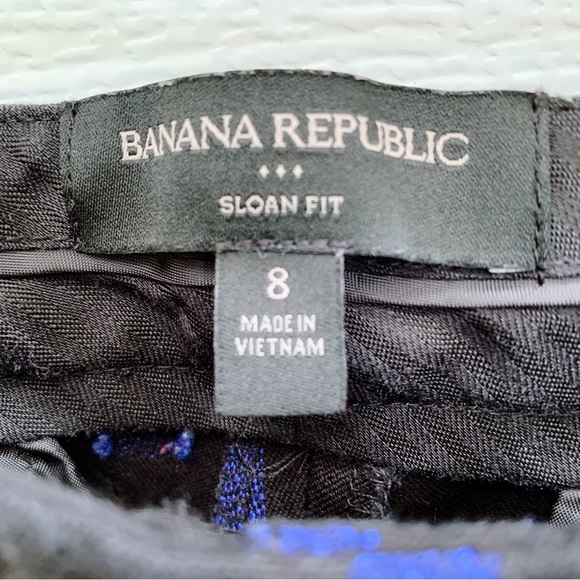 BANANA REPUBLIC
SLOAN FIT
8
MADE IN
VIETNAM